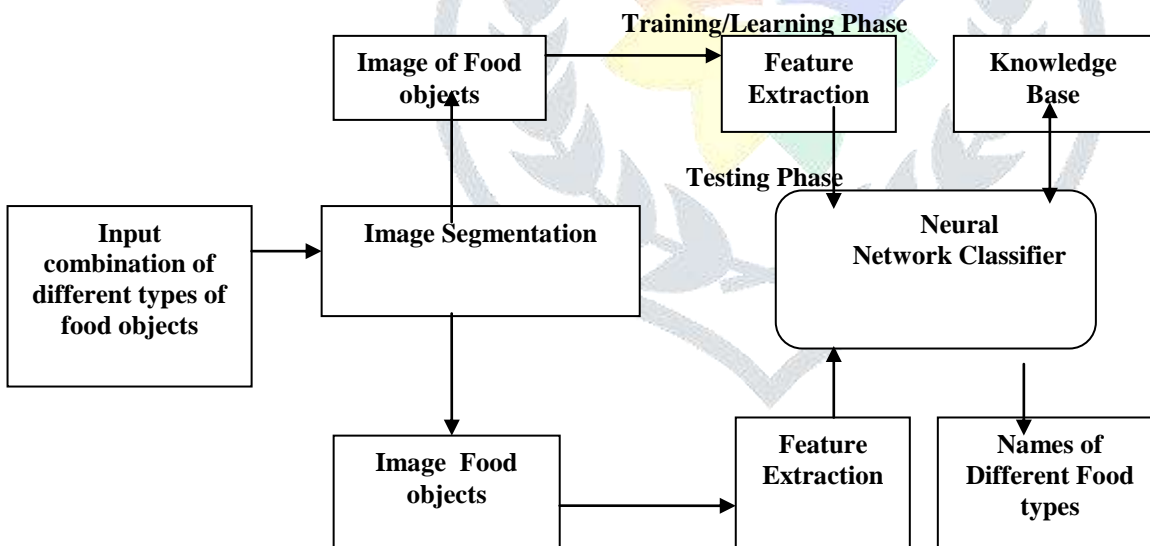 Training/Learning Phase
Image of Food
objects
Feature
Extraction
Knowledge
Base
Testing Phase
Input
combination of
different types of
food objects
Image Segmentation
Neural
Network Classifier
Image Food
objects
Feature
Extraction
Names of
Different Food
types